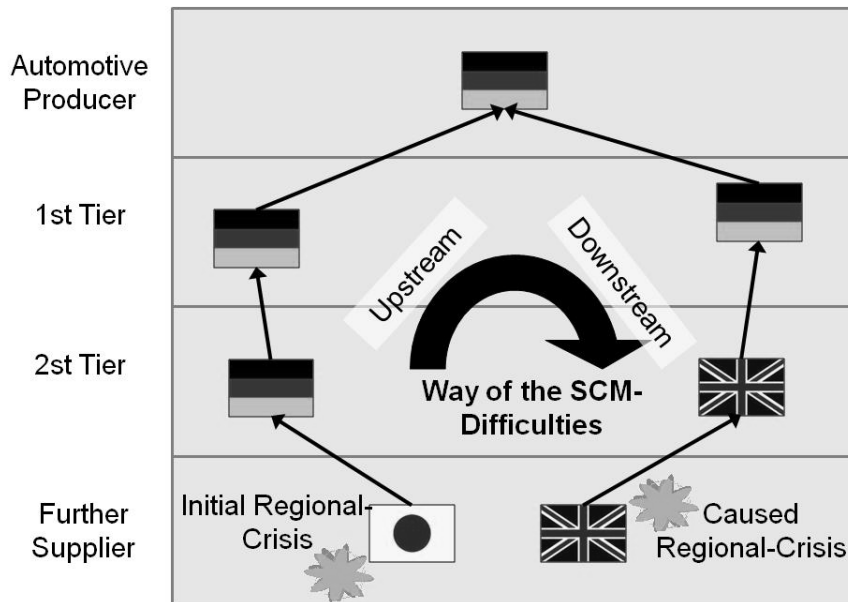 Automotive
Producer
1st Tier
Upstream
Downstream
2st Tier
Way of the SCM-
Difficulties
Further
Supplier
Initial Regional-
Crisis
Caused
Regional-Crisis